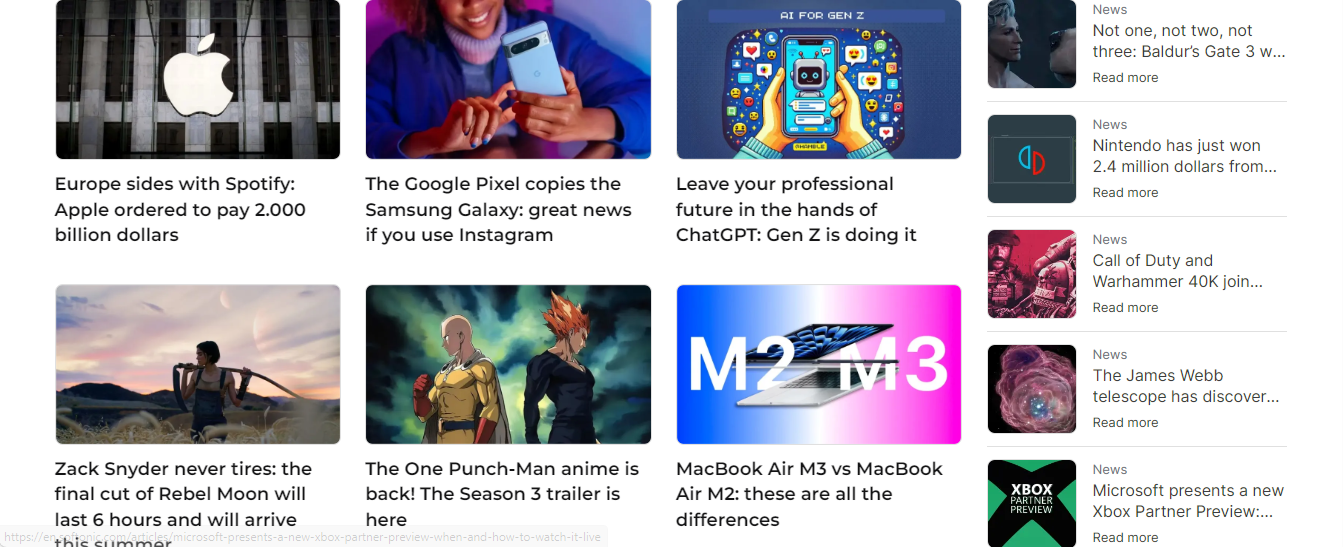 AI FOR GEN Z
HAMBLE
Europe sides with Spotify:
Apple ordered to pay 2.000
billion dollars
The Google Pixel copies the
Samsung Galaxy: great news
if you use Instagram
Leave your professional
future in the hands of
ChatGPT: Gen Z is doing it
M2 M3
Zack Snyder never tires: the
final cut of Rebel Moon will
last 6 hours and will arrive
this summer
The One Punch-Man anime is
back! The Season 3 trailer is
here
MacBook Air M3 vs MacBook
Air M2: these are all the
differences
News
Not one, not two, not
three: Baldur's Gate 3 w...
Read more
News
Nintendo has just won
2.4 million dollars from...
Read more
News
Call of Duty and
Warhammer 40K join...
Read more
News
The James Webb
telescope has discover...
Read more
XBOX
PARTNER
PREVIEW
News
Microsoft presents a new
Xbox Partner Preview:...
Read more
https://en.softonic.com/articles/microsoft-presents-a-new-xbox-partner-preview-when-and-how-to-watch-it-live